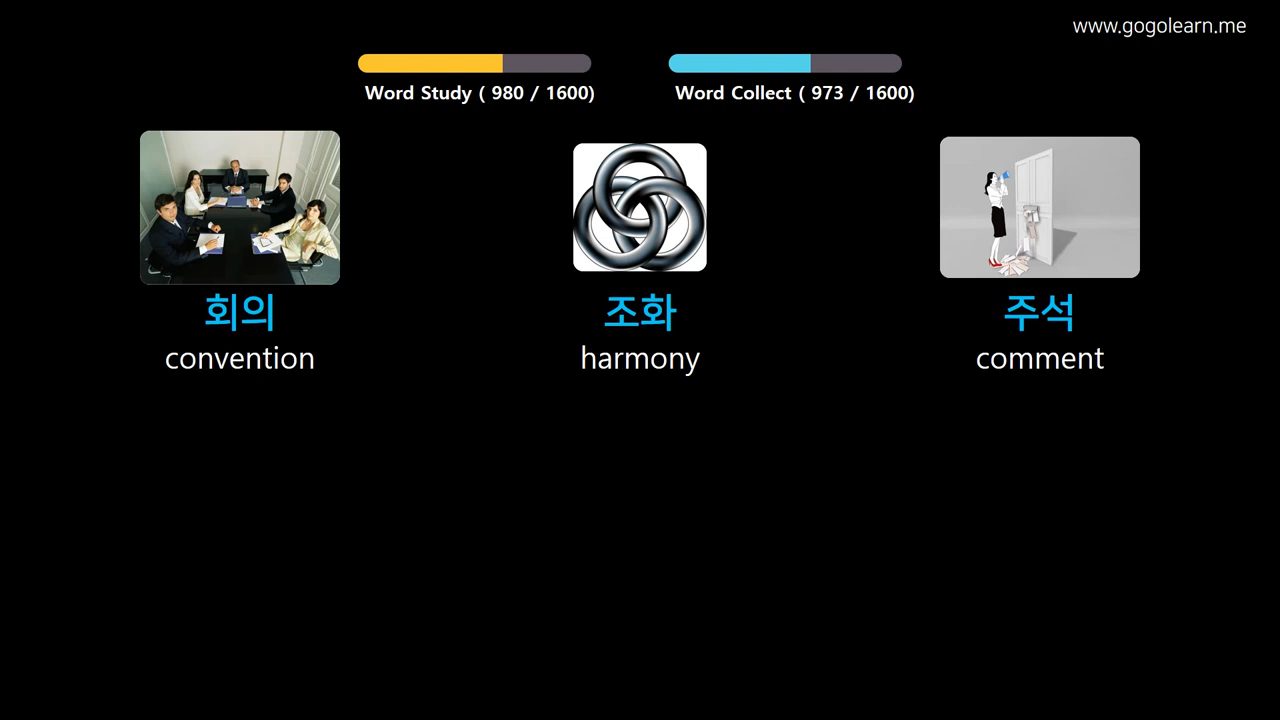 www.gogolearn.me
Word Study ( 980 / 1600)
Word Collect ( 973 / 1600)
회의
조화
주석
convention
harmony
comment